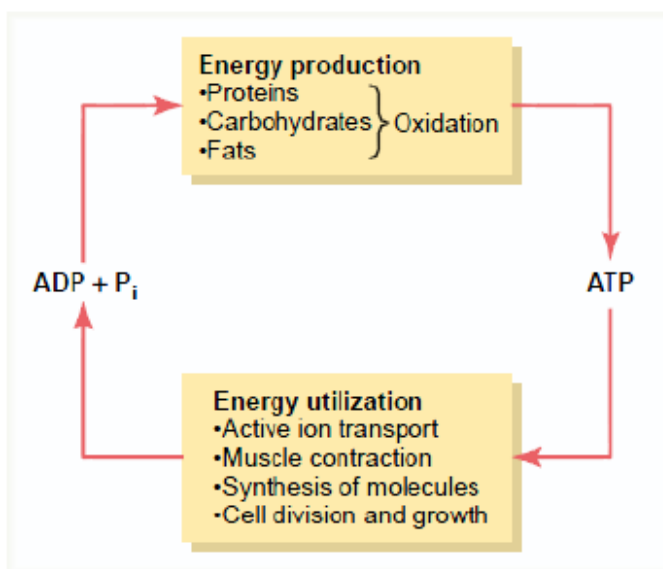 Energy production
•Proteins
•Carbohydrates } Oxidation
•Fats
ADP + Pi
ATP
Energy utilization
•Active ion transport
•Muscle contraction
•Synthesis of molecules
•Cell division and growth